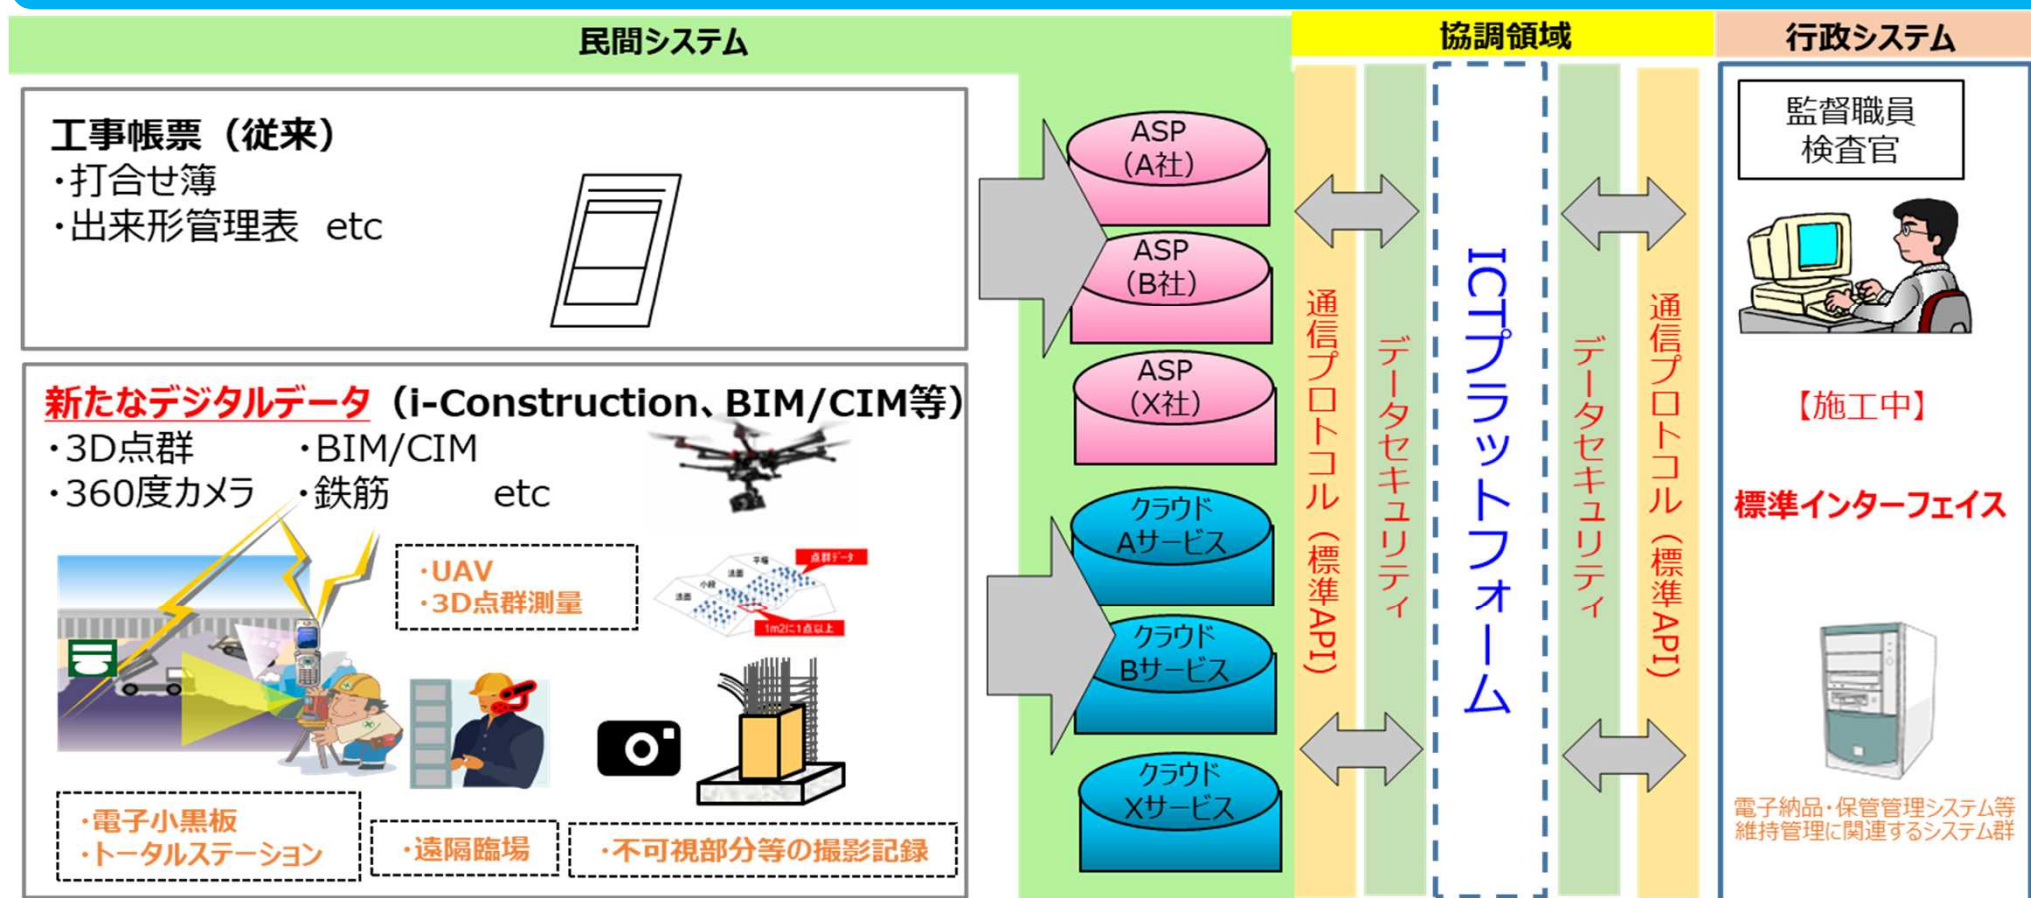 民間システム
協調領域
行政システム
工事帳票（従来）
・打合せ簿
・出来形管理表 etc
新たなデジタルデータ（i-Construction、BIM/CIM等）
・3D点群 ・BIM/CIM
・360度カメラ ・鉄筋 etc
・UAV
・3D点群測量
点群データ
平場
法面
小段
法面
1m2に1点以上
・電子小黒板
・トータルステーション
・遠隔臨場
・不可視部分等の撮影記録
ASP
（A社）
ASP
（B社）
ASP
（X社）
クラウド
Aサービス
クラウド
Bサービス
クラウド
Xサービス
通信プロトコル（標準API）
データセキュリティ
ICTプラットフォーム
データセキュリティ
通信プロトコル（標準API）
監督職員
検査官
【施工中】
標準インターフェイス
電子納品・保管管理システム等
維持管理に関連するシステム群